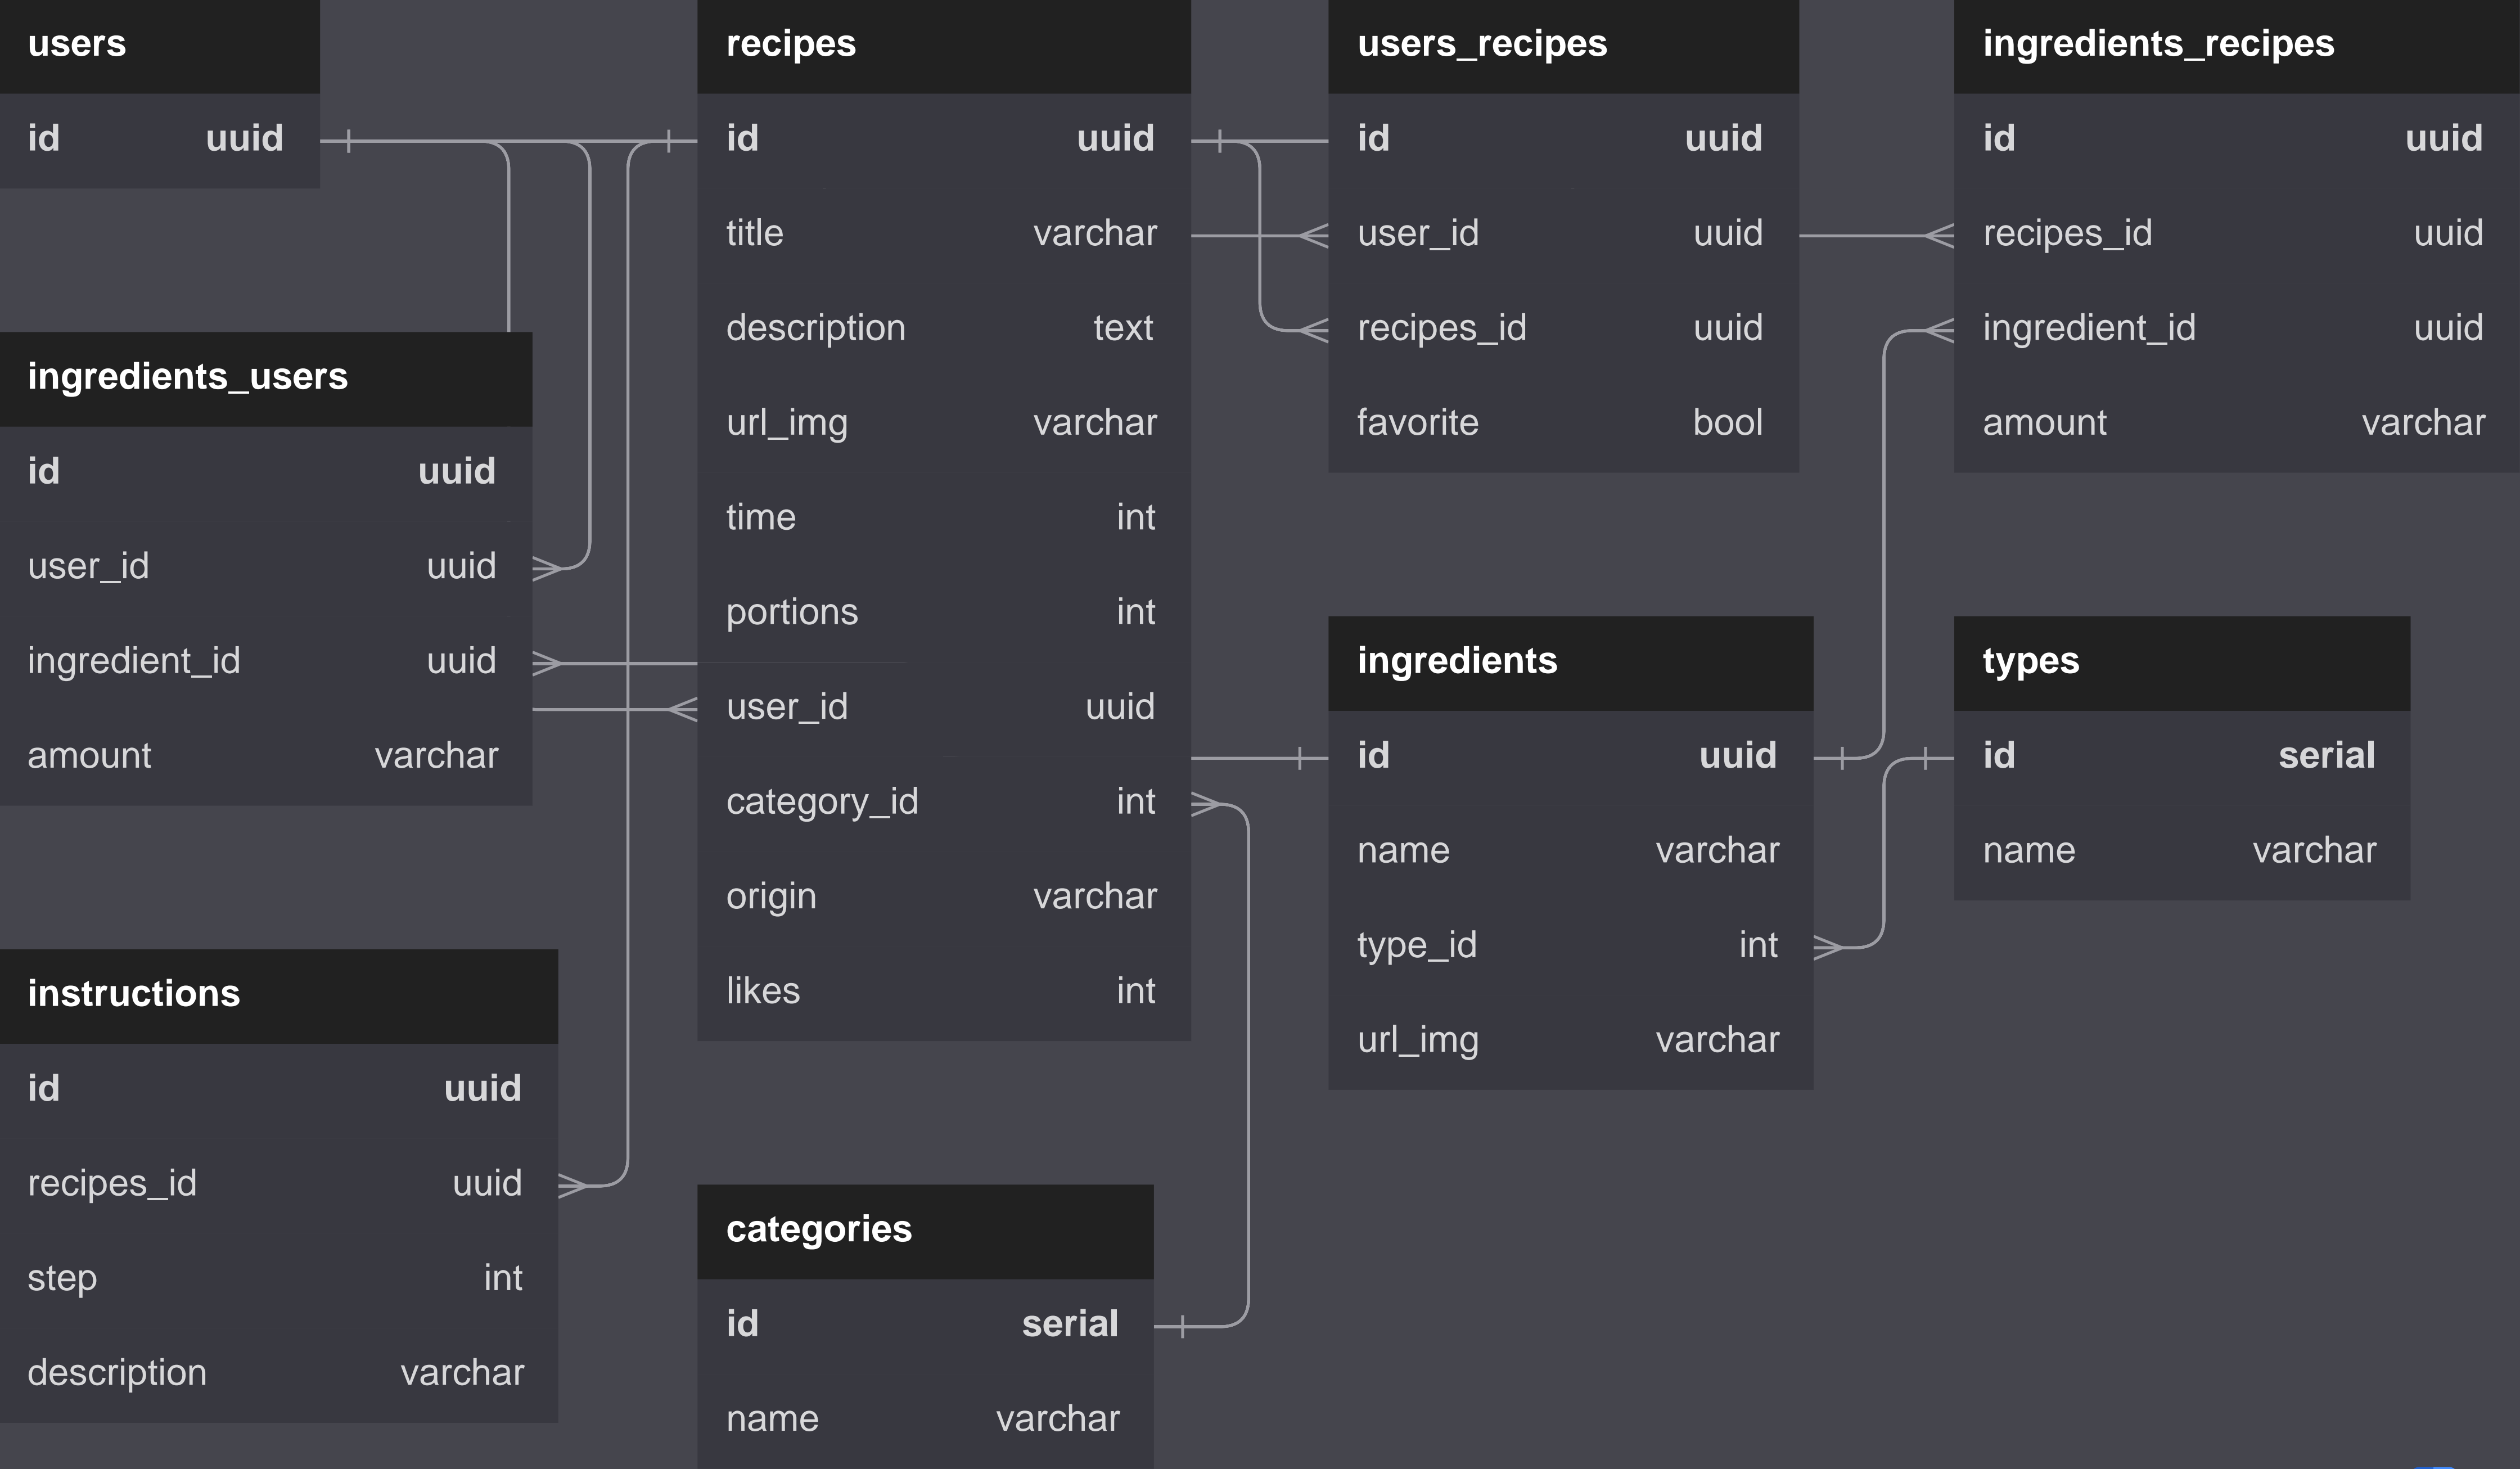 users
id uuid
ingredients_users
id uuid
user_id uuid
ingredient_id uuid
amount varchar
instructions
id uuid
recipes_id uuid
step int
description varchar
recipes
id uuid
title varchar
description text
url_img varchar
time int
portions int
user_id uuid
category_id int
origin varchar
likes int
categories
id serial
name varchar
users_recipes
id uuid
user_id uuid
recipes_id uuid
favorite bool
ingredients
id uuid
name varchar
type_id int
url_img varchar
ingredients_recipes
id uuid
recipes_id uuid
ingredient_id uuid
amount varchar
types
id serial
name varchar